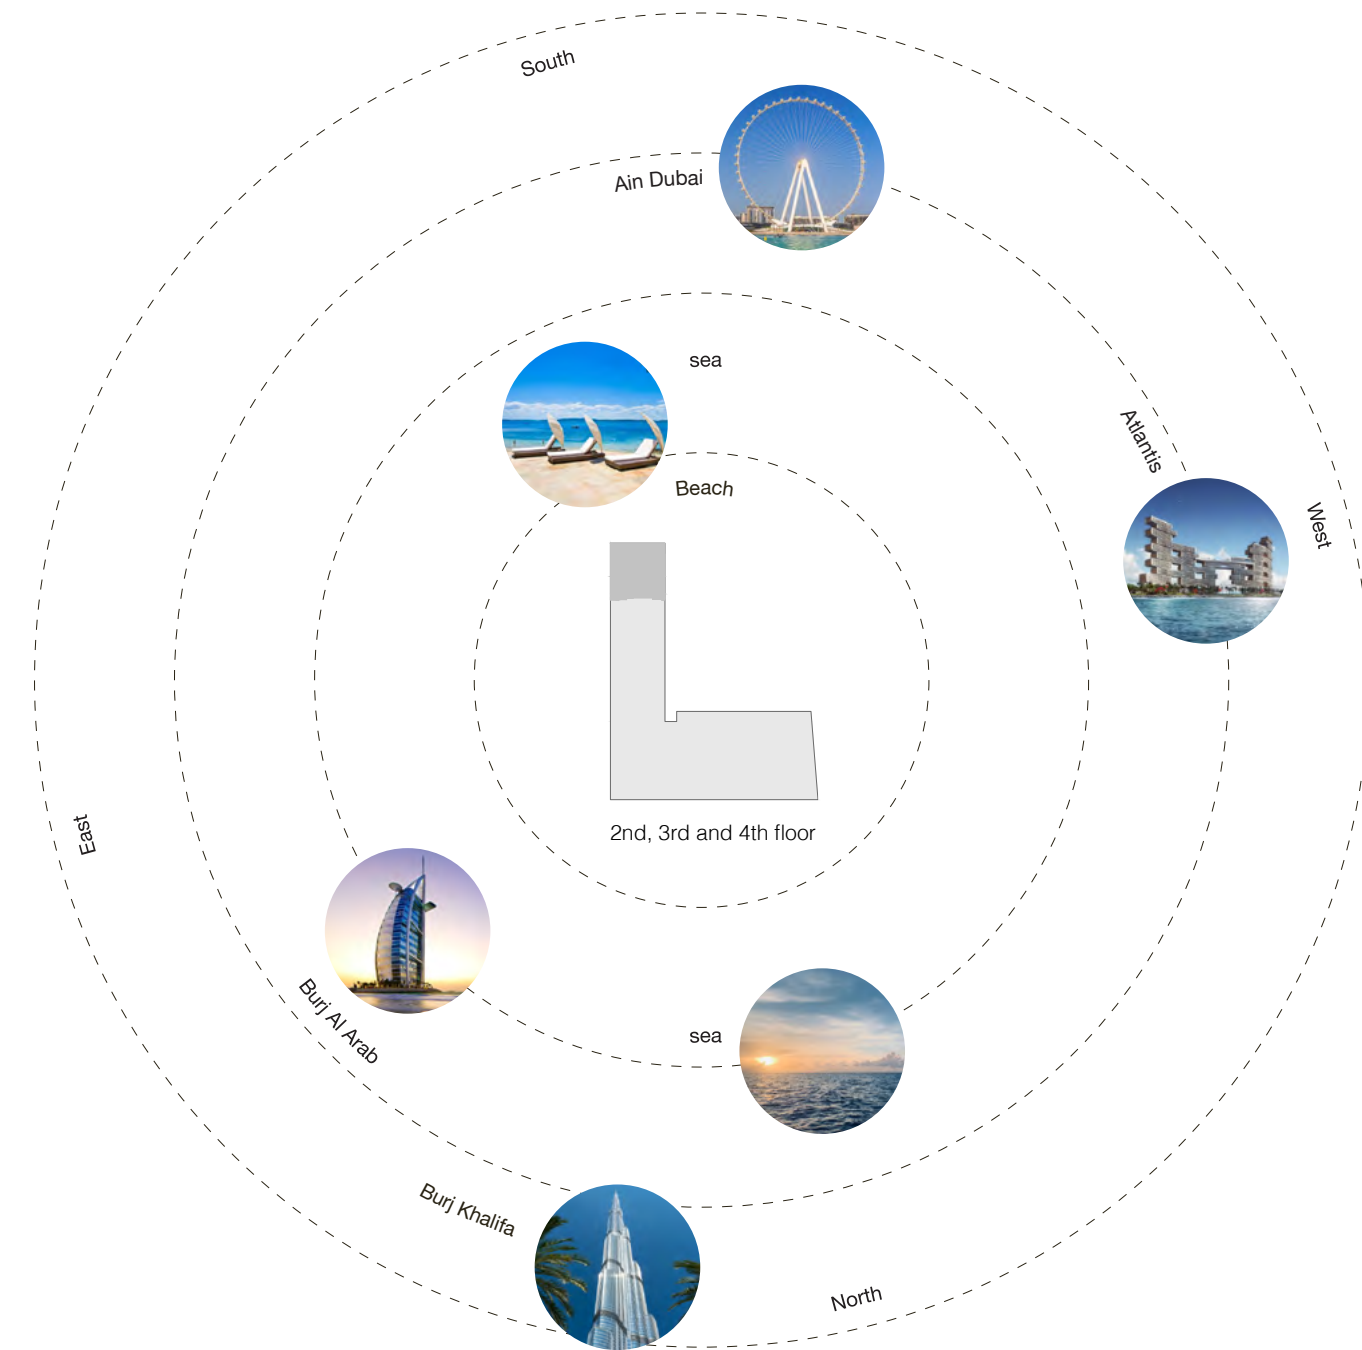 South
Ain Dubai
sea
Atlantis
Beach
West
2nd, 3rd and 4th floor
East
Burj Al Arab
sea
Burj Khalifa
North